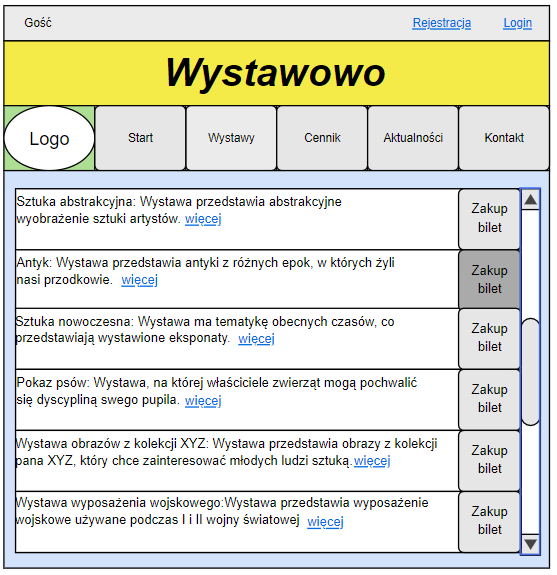 Gość Rejestracja Login
Wystawowo
Logo Start Wystawy Cennik Aktualności Kontakt
Sztuka abstrakcyjna: Wystawa przedstawia abstrakcyjne
wyobrażenie sztuki artystów. więcej
Zakup
bilet
Antyk: Wystawa przedstawia antyki z różnych epok, w których żyli
nasi przodkowie. więcej
Zakup
bilet
Sztuka nowoczesna: Wystawa ma tematykę obecnych czasów, co
przedstawiają wystawione eksponaty. więcej
Zakup
bilet
Pokaz psów: Wystawa, na której właściciele zwierząt mogą pochwalić
się dyscypliną swego pupila. więcej
Zakup
bilet
Wystawa obrazów z kolekcji XYZ: Wystawa przedstawia obrazy z kolekcji
pana XYZ, który chce zainteresować młodych ludzi sztuką. więcej
Zakup
bilet
Wystawa wyposażenia wojskowego:Wystawa przedstawia wyposażenie
wojskowe używane podczas I i II wojny światowej więcej
Zakup
bilet